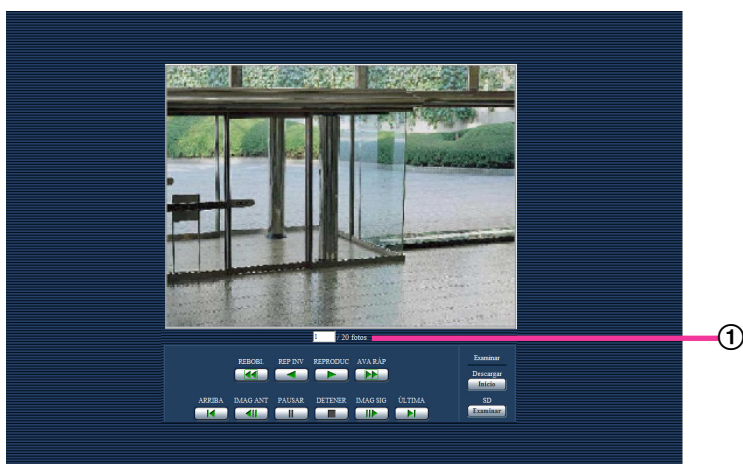 1 / 20 fotos
①
REBOBI. REP INV REPRODUC AVA RÁP
Examinar
Descargar
Inicio
ARRIBA IMAG ANT PAUSAR DETENER IMAG SIG ÚLTIMA
SD
Examinar